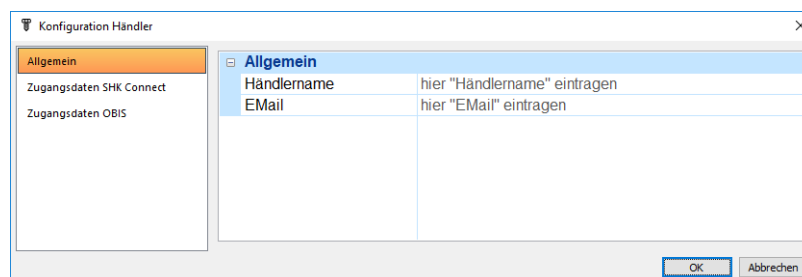 Konfiguration Händler
Allgemein
Zugangsdaten SHK Connect
Zugangsdaten OBIS
Allgemein
Händlername hier "Händlername" eintragen
EMail hier "EMail" eintragen
OK Abbrechen